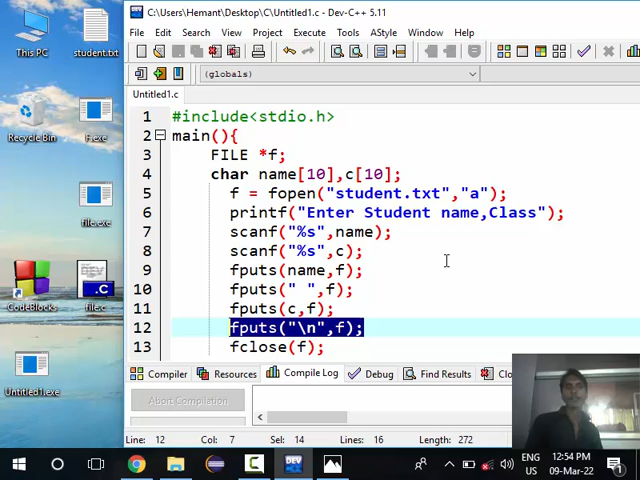 C:\Users\Hemant\Desktop\C\Untitled1.c - Dev-C++ 5.11
File Edit Search View Project Execute Tools AStyle Window Help
(globals)
Untitled1.c
1 #include<stdio.h>
2 main(){
3 FILE *f;
4 char name[10],c[10];
5 f = fopen("student.txt","a");
6 printf("Enter Student name,Class");
7 scanf("%s",name);
8 scanf("%s",c);
9 fputs(name,f);
10 fputs(" ",f);
11 fputs(c,f);
12 fputs("\n",f);
13 fclose(f);
Compiler Resources Compile Log Debug Find Results Clo
Abort Compilation
Line: 12 Col: 7 Sel: 14 Lines: 16 Length: 272
This PC
student.txt
Recycle Bin
F.exe
file.exe
CodeBlocks
file.c
Untitled1.exe
DEV
ENG
US
12:54 PM
09-Mar-22
1